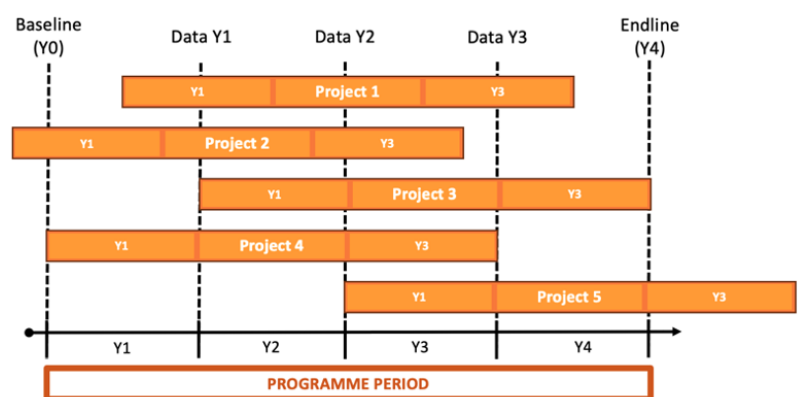 Baseline
(Y0)
Data Y1
Data Y2
Data Y3
Endline
(Y4)
Y1 Project 1 Y3
Y1 Project 2 Y3
Y1 Project 3 Y3
Y1 Project 4 Y3
Y1 Project 5 Y3
Y1 Y2 Y3 Y4
PROGRAMME PERIOD